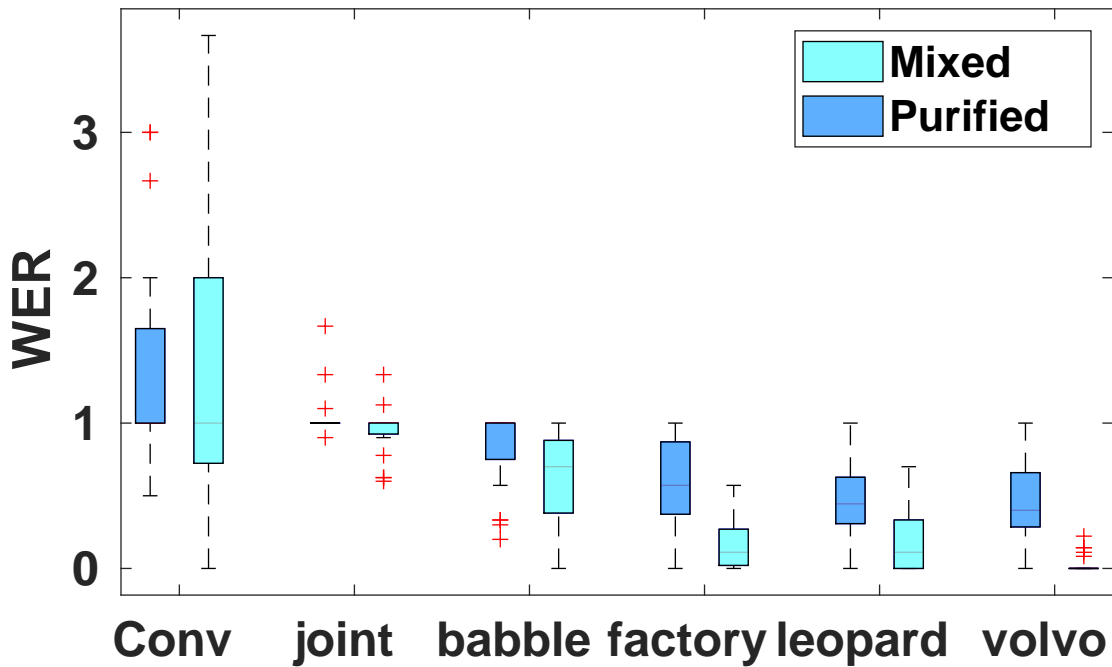 Mixed
Purified
WER
3
2
1
0
Conv joint babble factory leopard volvo